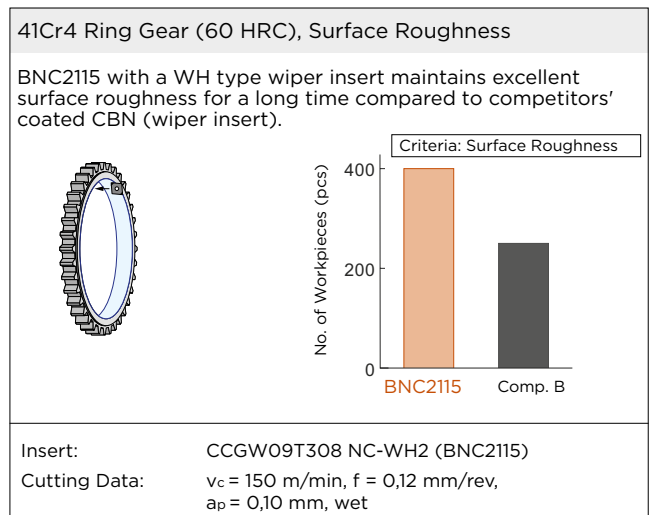 41Cr4 Ring Gear (60 HRC), Surface Roughness
BNC2115 with a WH type wiper insert maintains excellent
surface roughness for a long time compared to competitors'
coated CBN (wiper insert).
Criteria: Surface Roughness
No. of Workpieces (pcs)
400
200
0
BNC2115
Comp. B
Insert: CCGW09T308 NC-WH2 (BNC2115)
Cutting Data: vc = 150 m/min, f = 0,12 mm/rev,
ap = 0,10 mm, wet